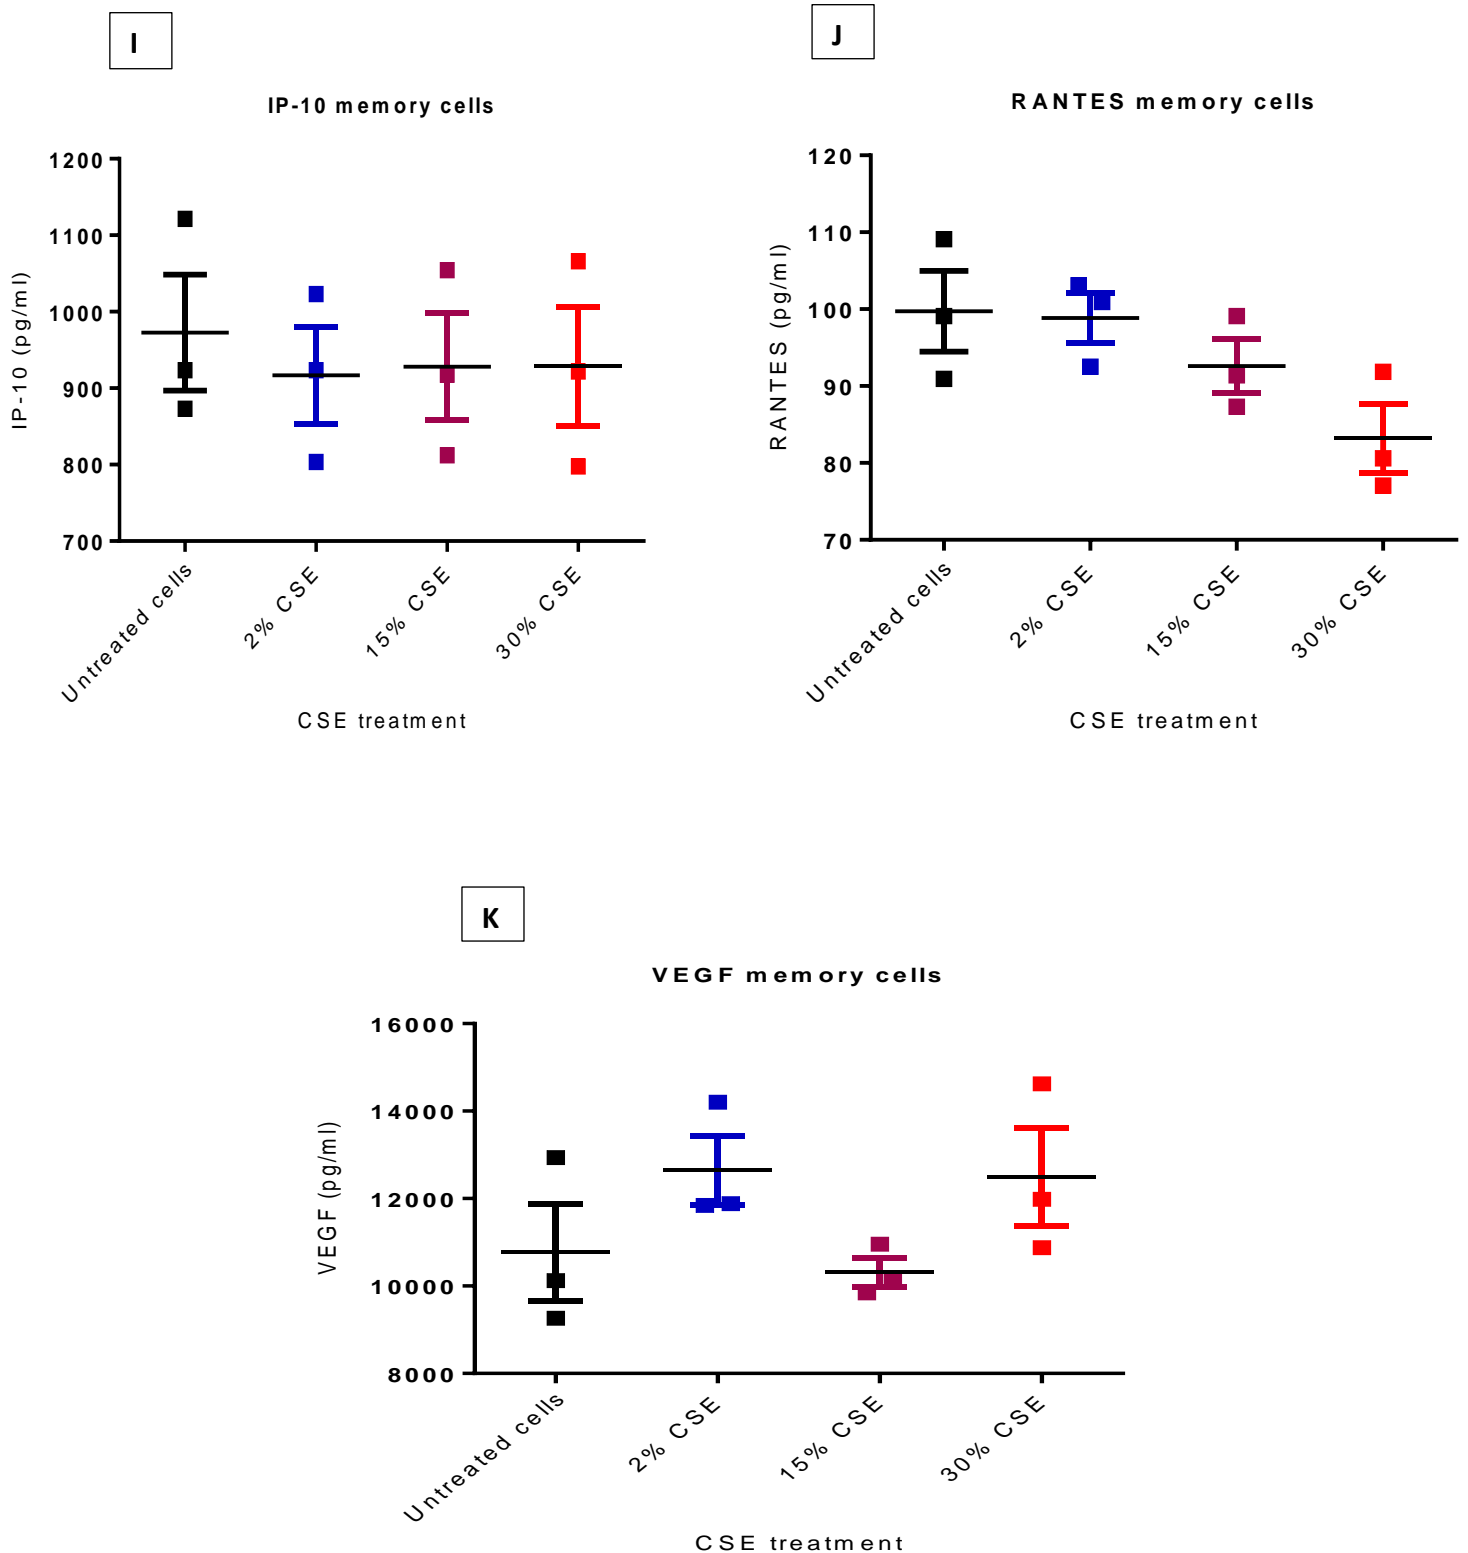 I
IP-10 memory cells
IP-10 (pg/ml)
1200
1100
1000
900
800
700
Untreated cells
2% CSE
15% CSE
30% CSE
CSE treatment
J
RANTES memory cells
RANTES (pg/ml)
120
110
100
90
80
70
Untreated cells
2% CSE
15% CSE
30% CSE
CSE treatment
K
VEGF memory cells
VEGF (pg/ml)
16000
14000
12000
10000
8000
Untreated cells
2% CSE
15% CSE
30% CSE
CSE treatment